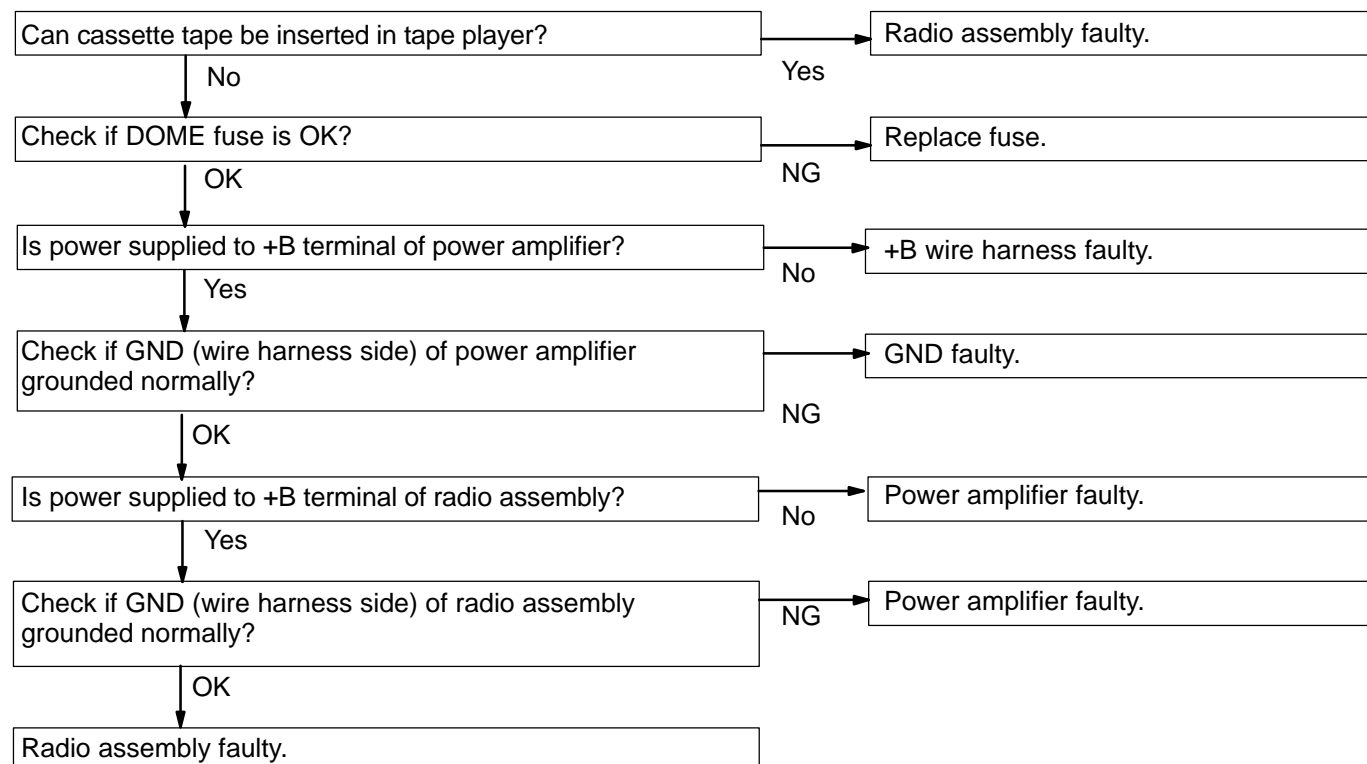 Can cassette tape be inserted in tape player?
Radio assembly faulty.
Yes
No
Check if DOME fuse is OK?
Replace fuse.
NG
OK
Is power supplied to +B terminal of power amplifier?
+B wire harness faulty.
No
Yes
Check if GND (wire harness side) of power amplifier
grounded normally?
GND faulty.
NG
OK
Is power supplied to +B terminal of radio assembly?
Power amplifier faulty.
No
Yes
Check if GND (wire harness side) of radio assembly
grounded normally?
Power amplifier faulty.
NG
OK
Radio assembly faulty.